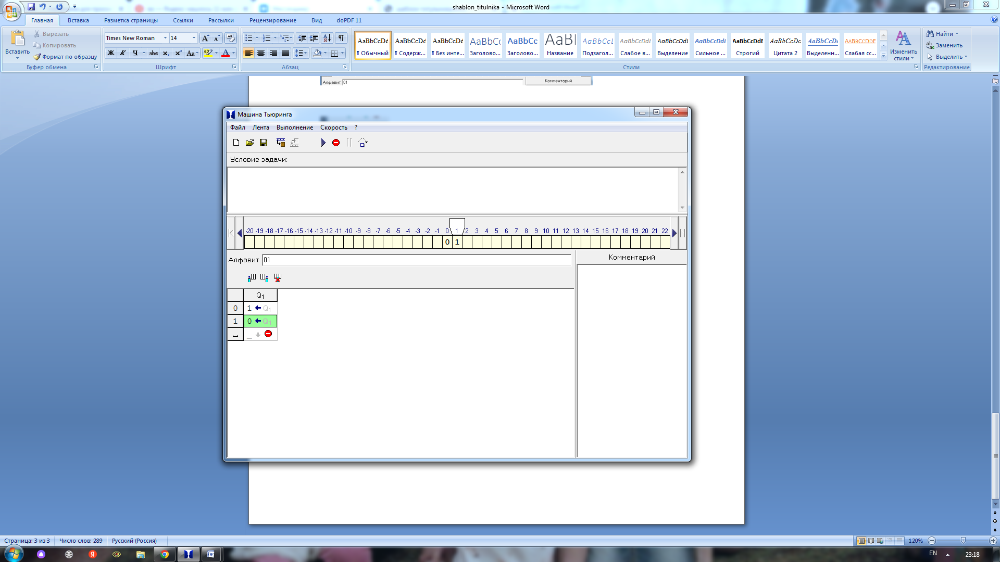 shablon_titulnika - Microsoft Word
Главная Вставка Разметка страницы Ссылки Рассылки Рецензирование Вид doPDF 11
Вставить
Вырезать
Копировать
Формат по образцу
Буфер обмена
Times New Roman 14
Ж К Ч abc x₂ x² Aa
Шрифт
Абзац
AaBbCcDd AaBbCcDd AaBbCcDd AaBbC AaBbCc AaB AaBbCcL AaBbCcDdL AaBbCcDdL AaBbCcDdL AaBbCcDdE AaBbCcDc AaBbCcDc AaBbCcDdE
¶ Обычный ¶ Содерж... ¶ Без инте... Заголово... Заголово... Название Подзагол... Слабое в... Выделение Сильное ... Строгий Цитата 2 Выделенн... Слабая сс...
Стили
Изменить
стили
Найти
Заменить
Выделить
Редактирование
Алфавит 01 Комментарий
Машина Тьюринга
Файл Лента Выполнение Скорость ?
Условие задачи:
-20 -19 -18 -17 -16 -15 -14 -13 -12 -11 -10 -9 -8 -7 -6 -5 -4 -3 -2 -1 0 1 2 3 4 5 6 7 8 9 10 11 12 13 14 15 16 17 18 19 20 21 22
0 1
Алфавит 01
Комментарий
Q1
0 1 Q1
1 0 Q1
_
Страница: 3 из 3 Число слов: 289 Русский (Россия)
120%
EN 23:18